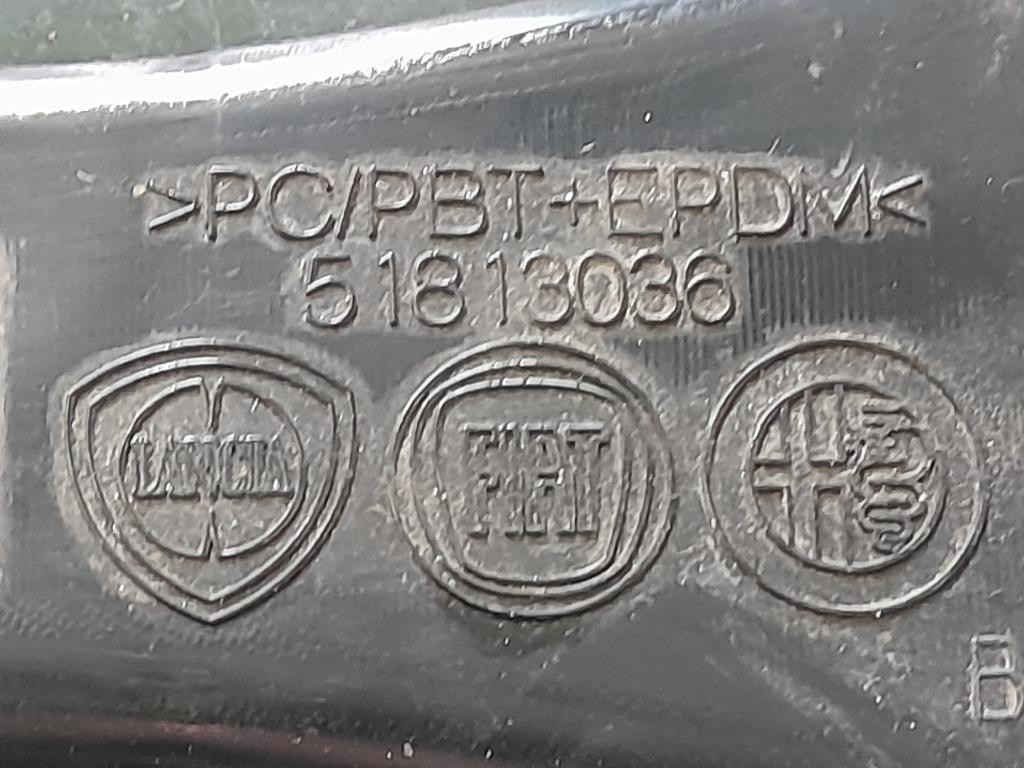 >PC/PBT+EPDM<
51813036
LANCIA
FIAT
B